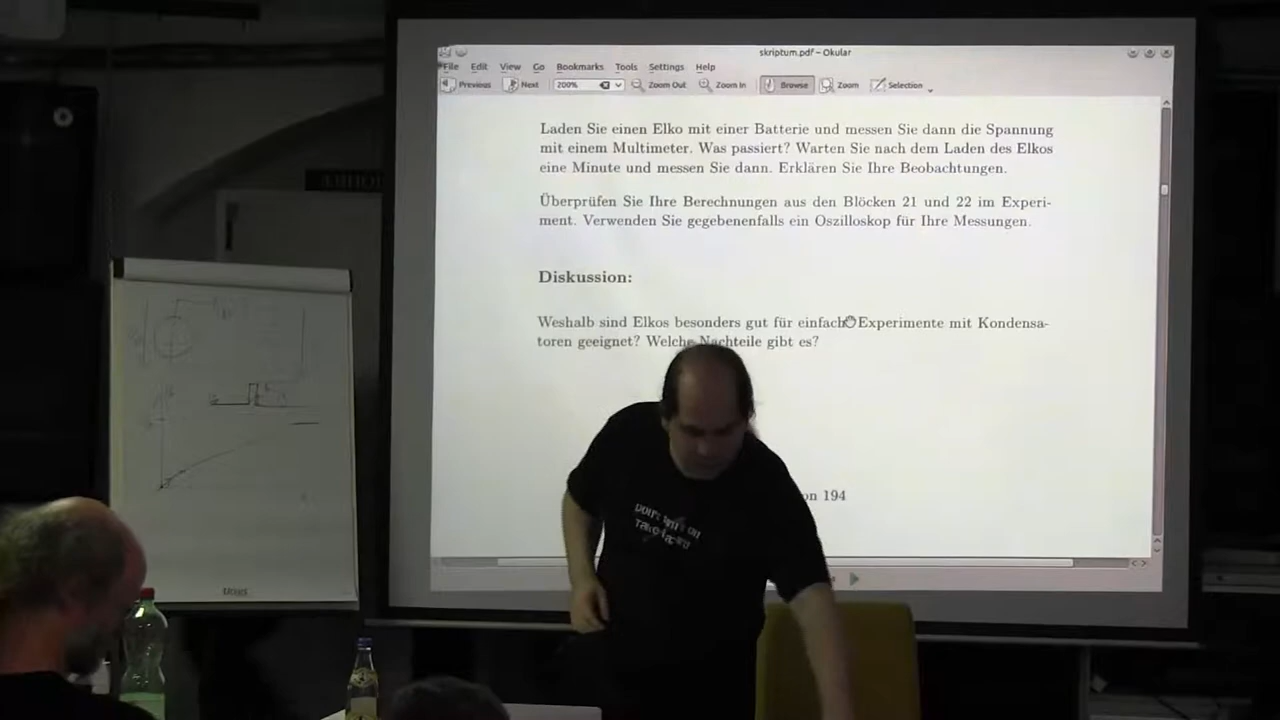 skriptum.pdf – Okular
File Edit View Go Bookmarks Tools Settings Help
Previous Next 200% Zoom Out Zoom In Browse Zoom Selection
Laden Sie einen Elko mit einer Batterie und messen Sie dann die Spannung
mit einem Multimeter. Was passiert? Warten Sie nach dem Laden des Elkos
eine Minute und messen Sie dann. Erklären Sie Ihre Beobachtungen.
Überprüfen Sie Ihre Berechnungen aus den Blöcken 21 und 22 im Experi-
ment. Verwenden Sie gegebenenfalls ein Oszilloskop für Ihre Messungen.
Diskussion:
Weshalb sind Elkos besonders gut für einfach Experimente mit Kondensa-
toren geeignet? Welche Nachteile gibt es?
on 194